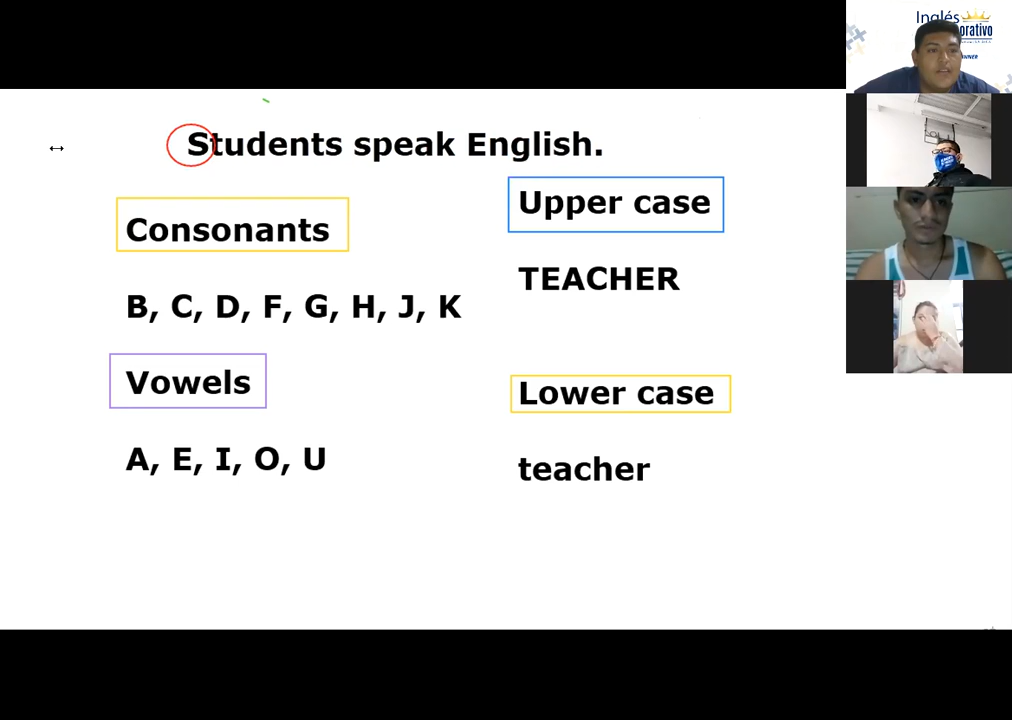 Students speak English.
Consonants
B, C, D, F, G, H, J, K
Vowels
A, E, I, O, U
Upper case
TEACHER
Lower case
teacher
Inglés